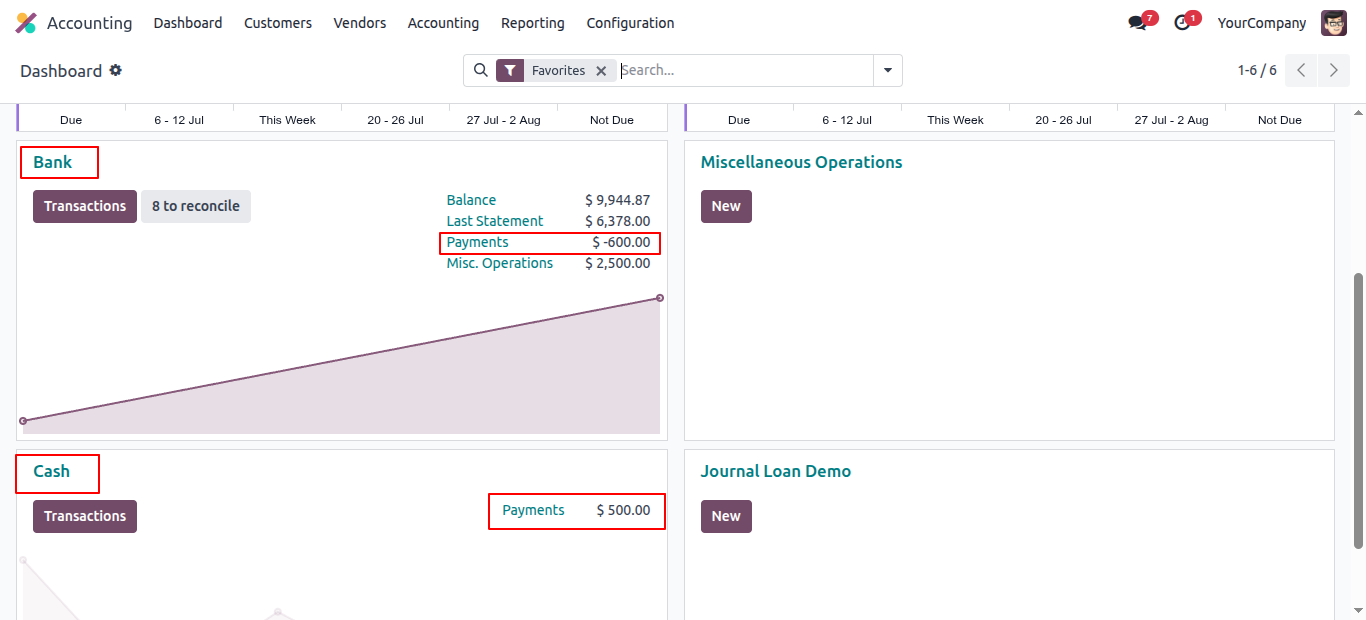 Accounting Dashboard Customers Vendors Accounting Reporting Configuration 7 1 YourCompany
Dashboard Favorites Search... 1-6 / 6
Due 6 - 12 Jul This Week 20 - 26 Jul 27 Jul - 2 Aug Not Due
Due 6 - 12 Jul This Week 20 - 26 Jul 27 Jul - 2 Aug Not Due
Bank
Transactions 8 to reconcile
Balance $ 9,944.87
Last Statement $ 6,378.00
Payments $ -600.00
Misc. Operations $ 2,500.00
Miscellaneous Operations
New
Cash
Transactions
Payments $ 500.00
Journal Loan Demo
New